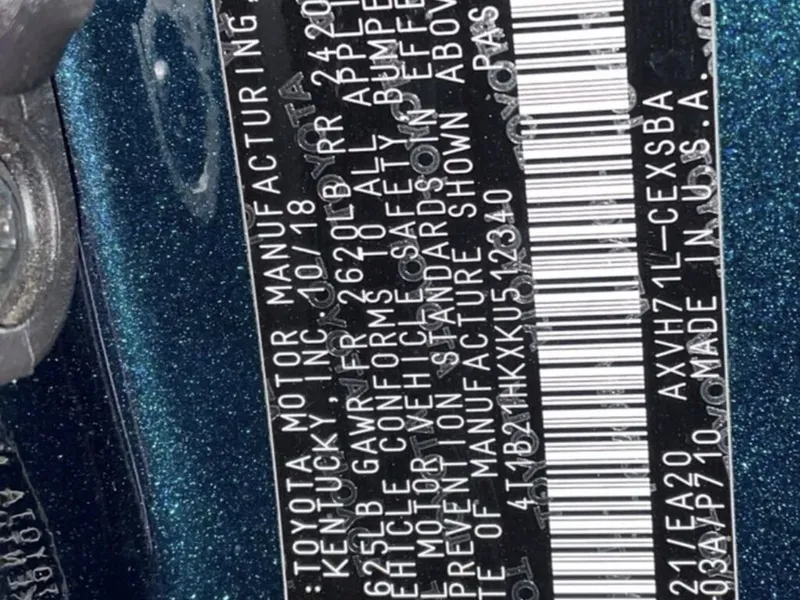 : TOYOTA MOTOR MANUFACTURING,
KENTUCKY, INC. 10/18
625LB GAWR FR 2620LB RR 2420
EHICLE CONFORMS TO ALL APPLI
L MOTOR VEHICLE SAFETY, BUMPE
PREVENTION STANDARDS IN EFFE
TE OF MANUFACTURE SHOWN ABOV
4T1B21HKXKU512340 PAS
21/EA20 AXVH71L-CEXSBA
03A7P710 MADE IN U.S.A.